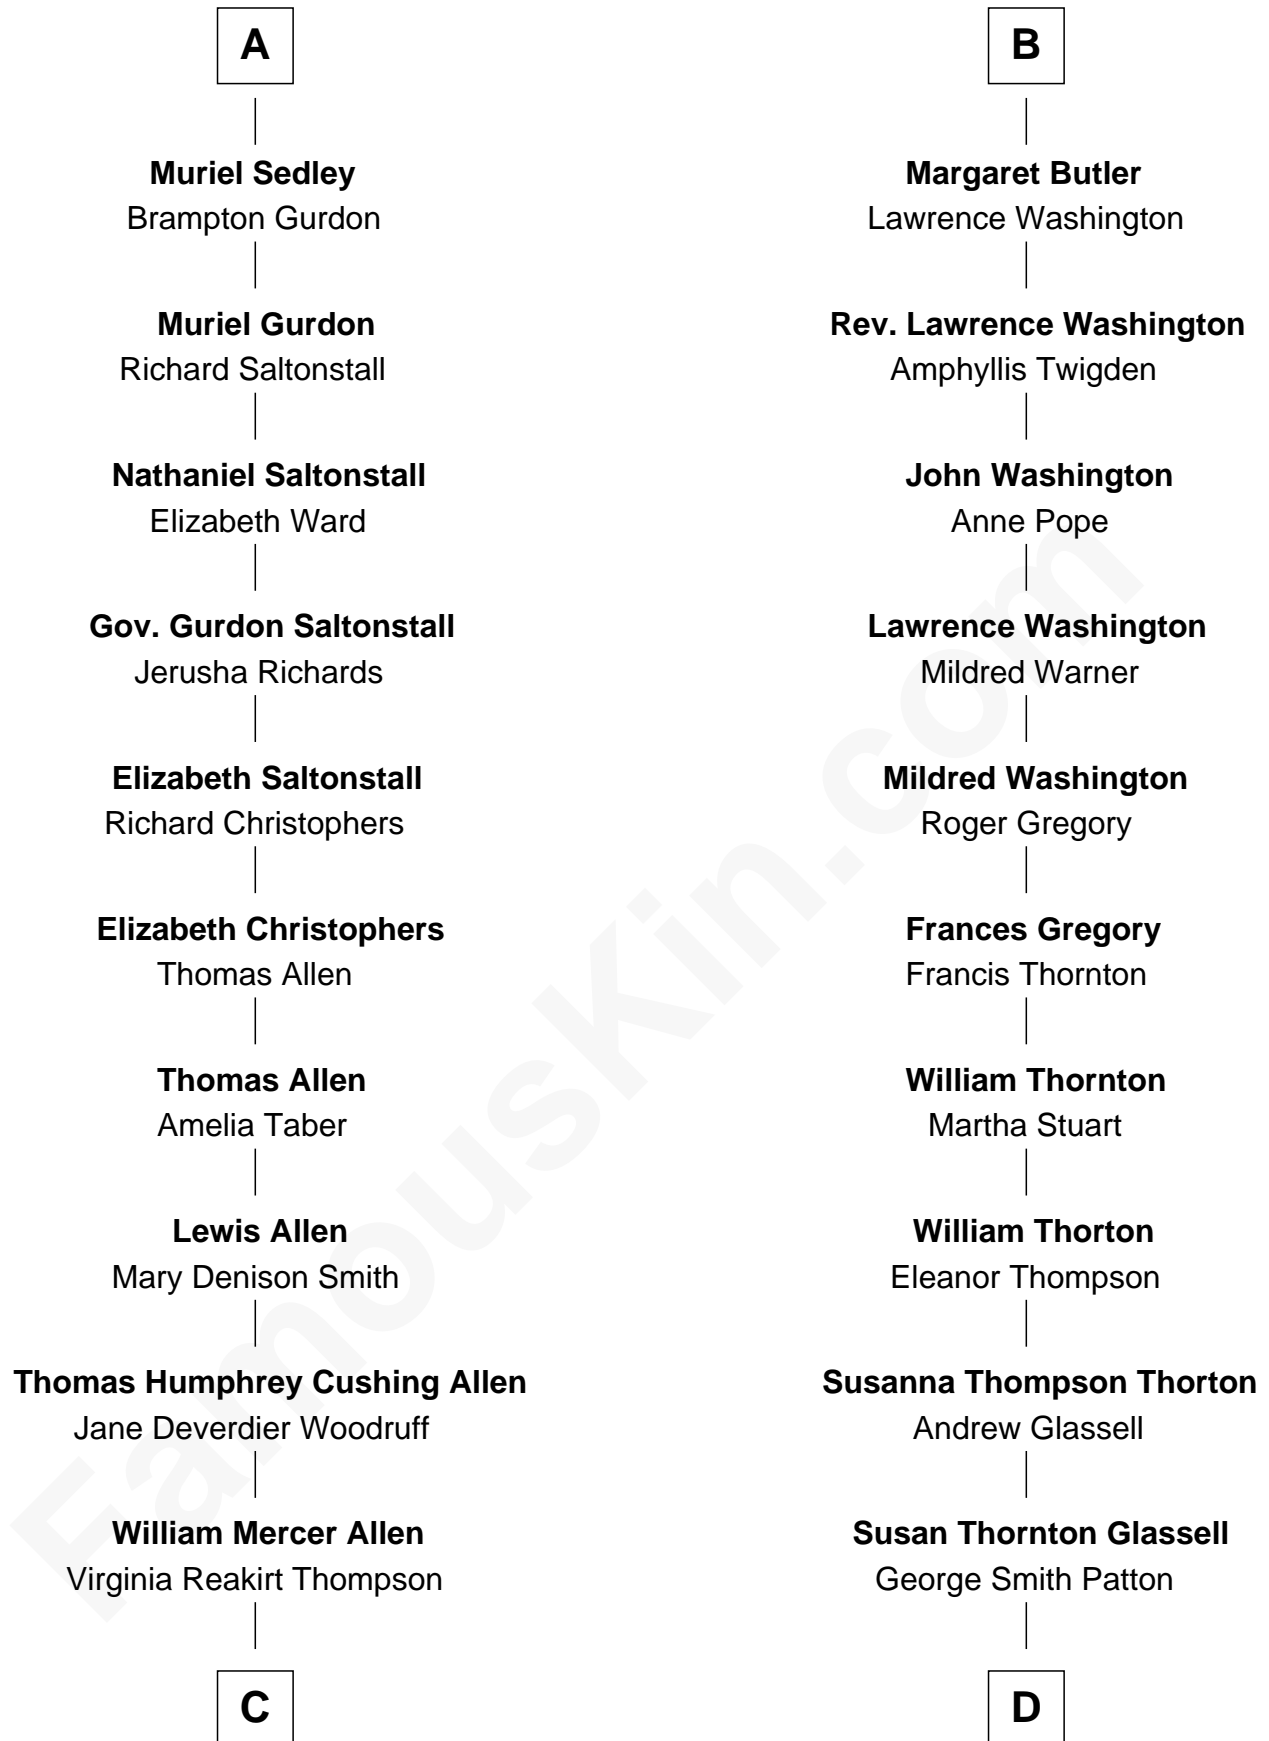 A
Muriel Sedley
Brampton Gurdon
Muriel Gurdon
Richard Saltonstall
Nathaniel Saltonstall
Elizabeth Ward
Gov. Gurdon Saltonstall
Jerusha Richards
Elizabeth Saltonstall
Richard Christophers
Elizabeth Christophers
Thomas Allen
Thomas Allen
Amelia Taber
Lewis Allen
Mary Denison Smith
Thomas Humphrey Cushing Allen
Jane Deverdier Woodruff
William Mercer Allen
Virginia Reakirt Thompson
C
B
Margaret Butler
Lawrence Washington
Rev. Lawrence Washington
Amphyllis Twigden
John Washington
Anne Pope
Lawrence Washington
Mildred Warner
Mildred Washington
Roger Gregory
Frances Gregory
Francis Thornton
William Thornton
Martha Stuart
William Thorton
Eleanor Thompson
Susanna Thompson Thorton
Andrew Glassell
Susan Thornton Glassell
George Smith Patton
D
FamousKin.com